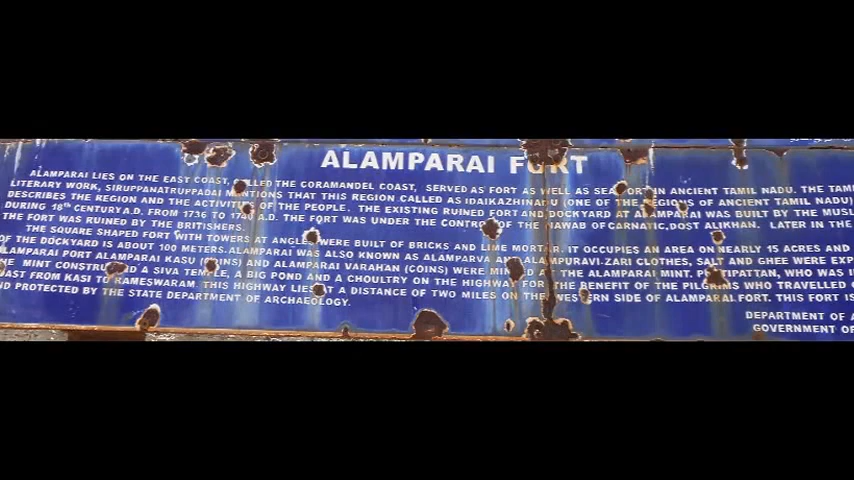 ALAMPARAI FORT
ALAMPARAI LIES ON THE EAST COAST, CALLED THE CORAMANDEL COAST, SERVED AS FORT AS WELL AS SEA PORT IN ANCIENT TAMIL NADU. THE TAMI
LITERARY WORK, SIRUPPANATRUPPADAI MENTIONS THAT THIS REGION CALLED AS IDAIKAZHINADU (ONE OF THE REGIONS OF ANCIENT TAMIL NADU)
DESCRIBES THE REGION AND THE ACTIVITIES OF THE PEOPLE. THE EXISTING RUINED FORT AND DOCKYARD AT ALAMPARAI WAS BUILT BY THE MUSL
DURING 18th CENTURY A.D. FROM 1736 TO 1740 A.D. THE FORT WAS UNDER THE CONTROL OF THE NAWAB OF CARNATIC, DOST ALIKHAN. LATER IN THE
THE FORT WAS RUINED BY THE BRITISHERS.
THE SQUARE SHAPED FORT WITH TOWERS AT ANGLES WERE BUILT OF BRICKS AND LIME MORTAR. IT OCCUPIES AN AREA ON NEARLY 15 ACRES AND
OF THE DOCKYARD IS ABOUT 100 METERS. ALAMPARAI WAS ALSO KNOWN AS ALAMPARVA ALAMPURAVI. ZARI CLOTHES, SALT AND GHEE WERE EXP
ALAMPARAI PORT ALAMPARAI KASU (COINS) AND ALAMPARAI VARAHAN (COINS) WERE MINTED AT THE ALAMPARAI MINT. POTTIPATTAN, WHO WAS I
HE MINT CONSTRUCTED A SIVA TEMPLE, A BIG POND AND A CHOULTRY ON THE HIGHWAY FOR THE BENEFIT OF THE PILGRIMS WHO TRAVELLED
EAST FROM KASI TO RAMESWARAM. THIS HIGHWAY LIES AT A DISTANCE OF TWO MILES ON THE WESTERN SIDE OF ALAMPARAI FORT. THIS FORT IS
ND PROTECTED BY THE STATE DEPARTMENT OF ARCHAEOLOGY.
DEPARTMENT OF A
GOVERNMENT OF